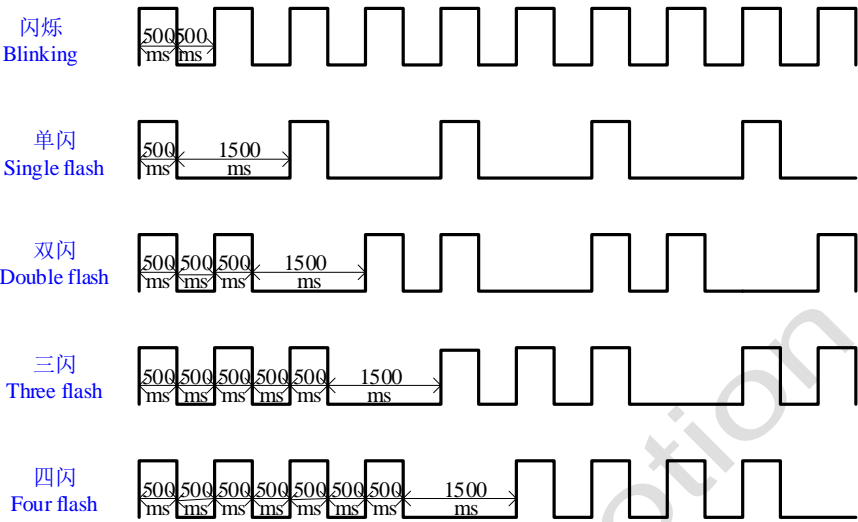 闪烁
Blinking
500 500
ms ms
单闪
Single flash
500 1500
ms ms
双闪
Double flash
500 500 500 1500
ms ms ms ms
三闪
Three flash
500 500 500 500 500 1500
ms ms ms ms ms ms
四闪
Four flash
500 500 500 500 500 500 500 1500
ms ms ms ms ms ms ms ms